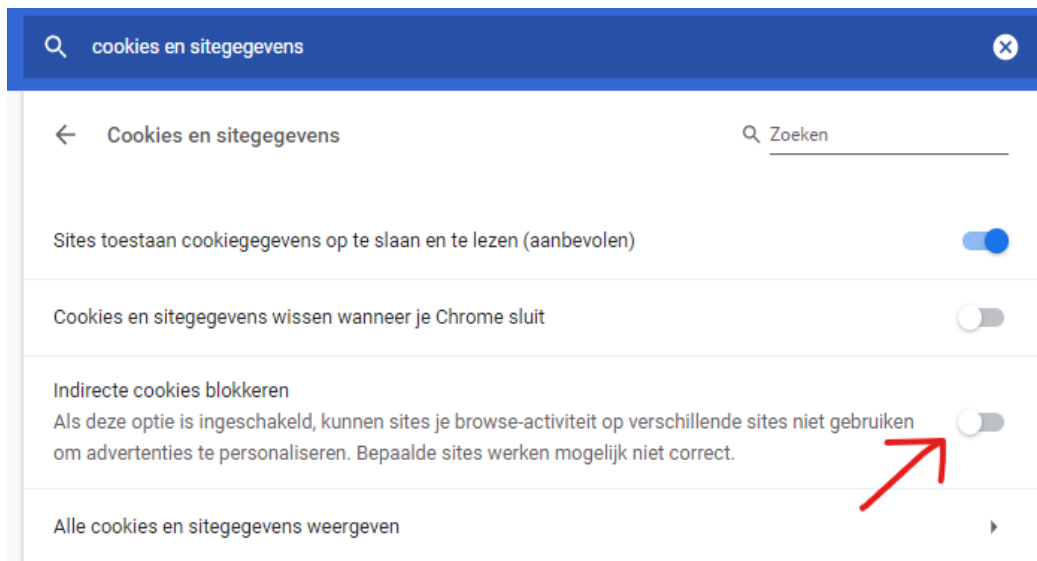 cookies en sitegegevens
Cookies en sitegegevens
Zoeken
Sites toestaan cookiegegevens op te slaan en te lezen (aanbevolen)
Cookies en sitegegevens wissen wanneer je Chrome sluit
Indirecte cookies blokkeren
Als deze optie is ingeschakeld, kunnen sites je browse-activiteit op verschillende sites niet gebruiken
om advertenties te personaliseren. Bepaalde sites werken mogelijk niet correct.
Alle cookies en sitegegevens weergeven